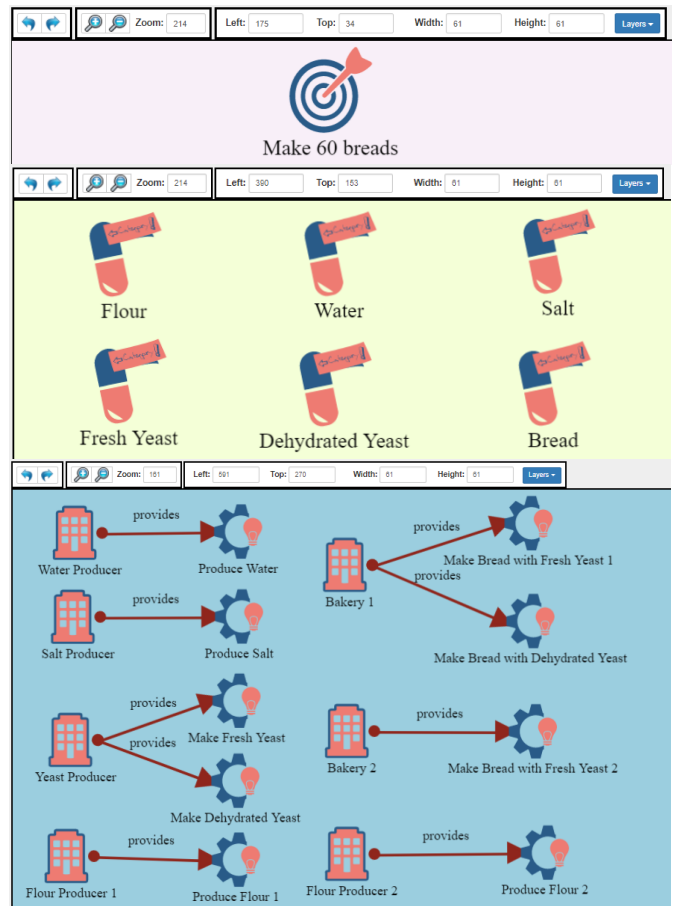 Zoom: 214 Left: 175 Top: 34 Width: 61 Height: 61 Layers
Make 60 breads
Zoom: 214 Left: 390 Top: 153 Width: 61 Height: 61 Layers
Flour Water Salt
Fresh Yeast Dehydrated Yeast Bread
Zoom: 161 Left: 591 Top: 270 Width: 61 Height: 61 Layers
provides
Water Producer Produce Water
provides
Make Bread with Fresh Yeast 1
provides
Bakery 1
provides
Salt Producer Produce Salt
Make Bread with Dehydrated Yeast
provides
Make Fresh Yeast
provides
Yeast Producer
Make Dehydrated Yeast
provides
Bakery 2 Make Bread with Fresh Yeast 2
provides
Flour Producer 1 Produce Flour 1
provides
Flour Producer 2 Produce Flour 2